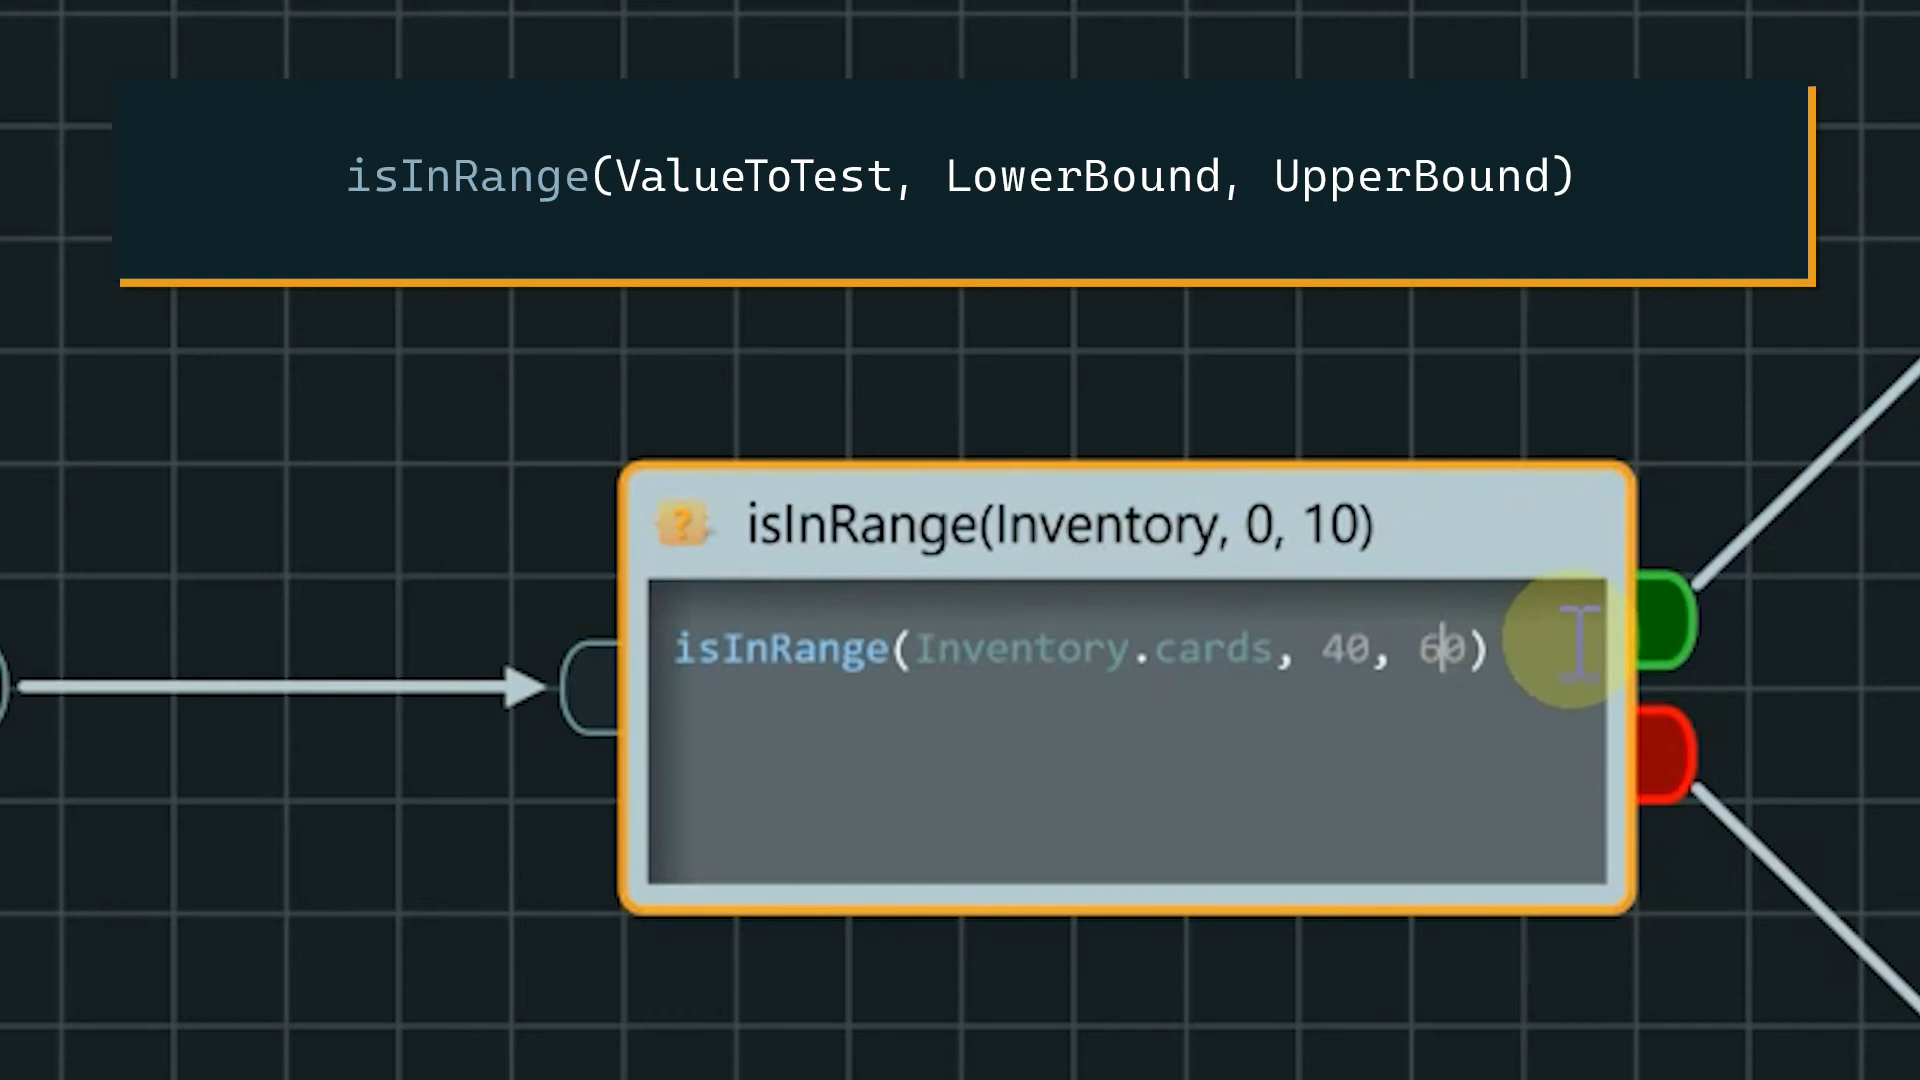 isInRange(ValueToTest, LowerBound, UpperBound)
isInRange(Inventory, 0, 10)
isInRange(Inventory.cards, 40, 60)